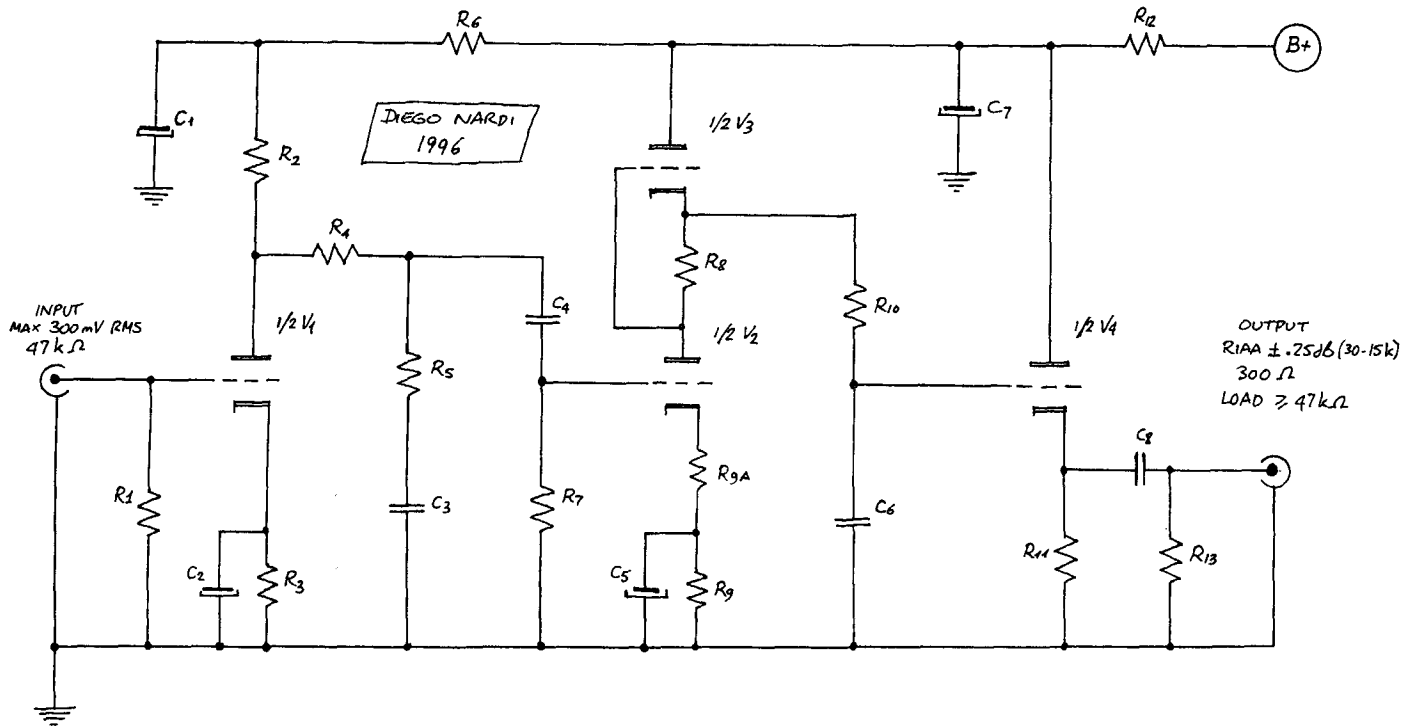 R6
R12
B+
C1
DIEGO NARDI
1996
1/2 V3
C7
R2
R4
R8
C4
R10
INPUT
MAX 300mV RMS
47kΩ
1/2 V1
1/2 V2
1/2 V4
OUTPUT
RIAA ±.25db (30-15k)
300 Ω
LOAD ≥ 47kΩ
R5
C8
R9A
R1
C3
R7
C6
R11
R13
C2
R3
C5
R9